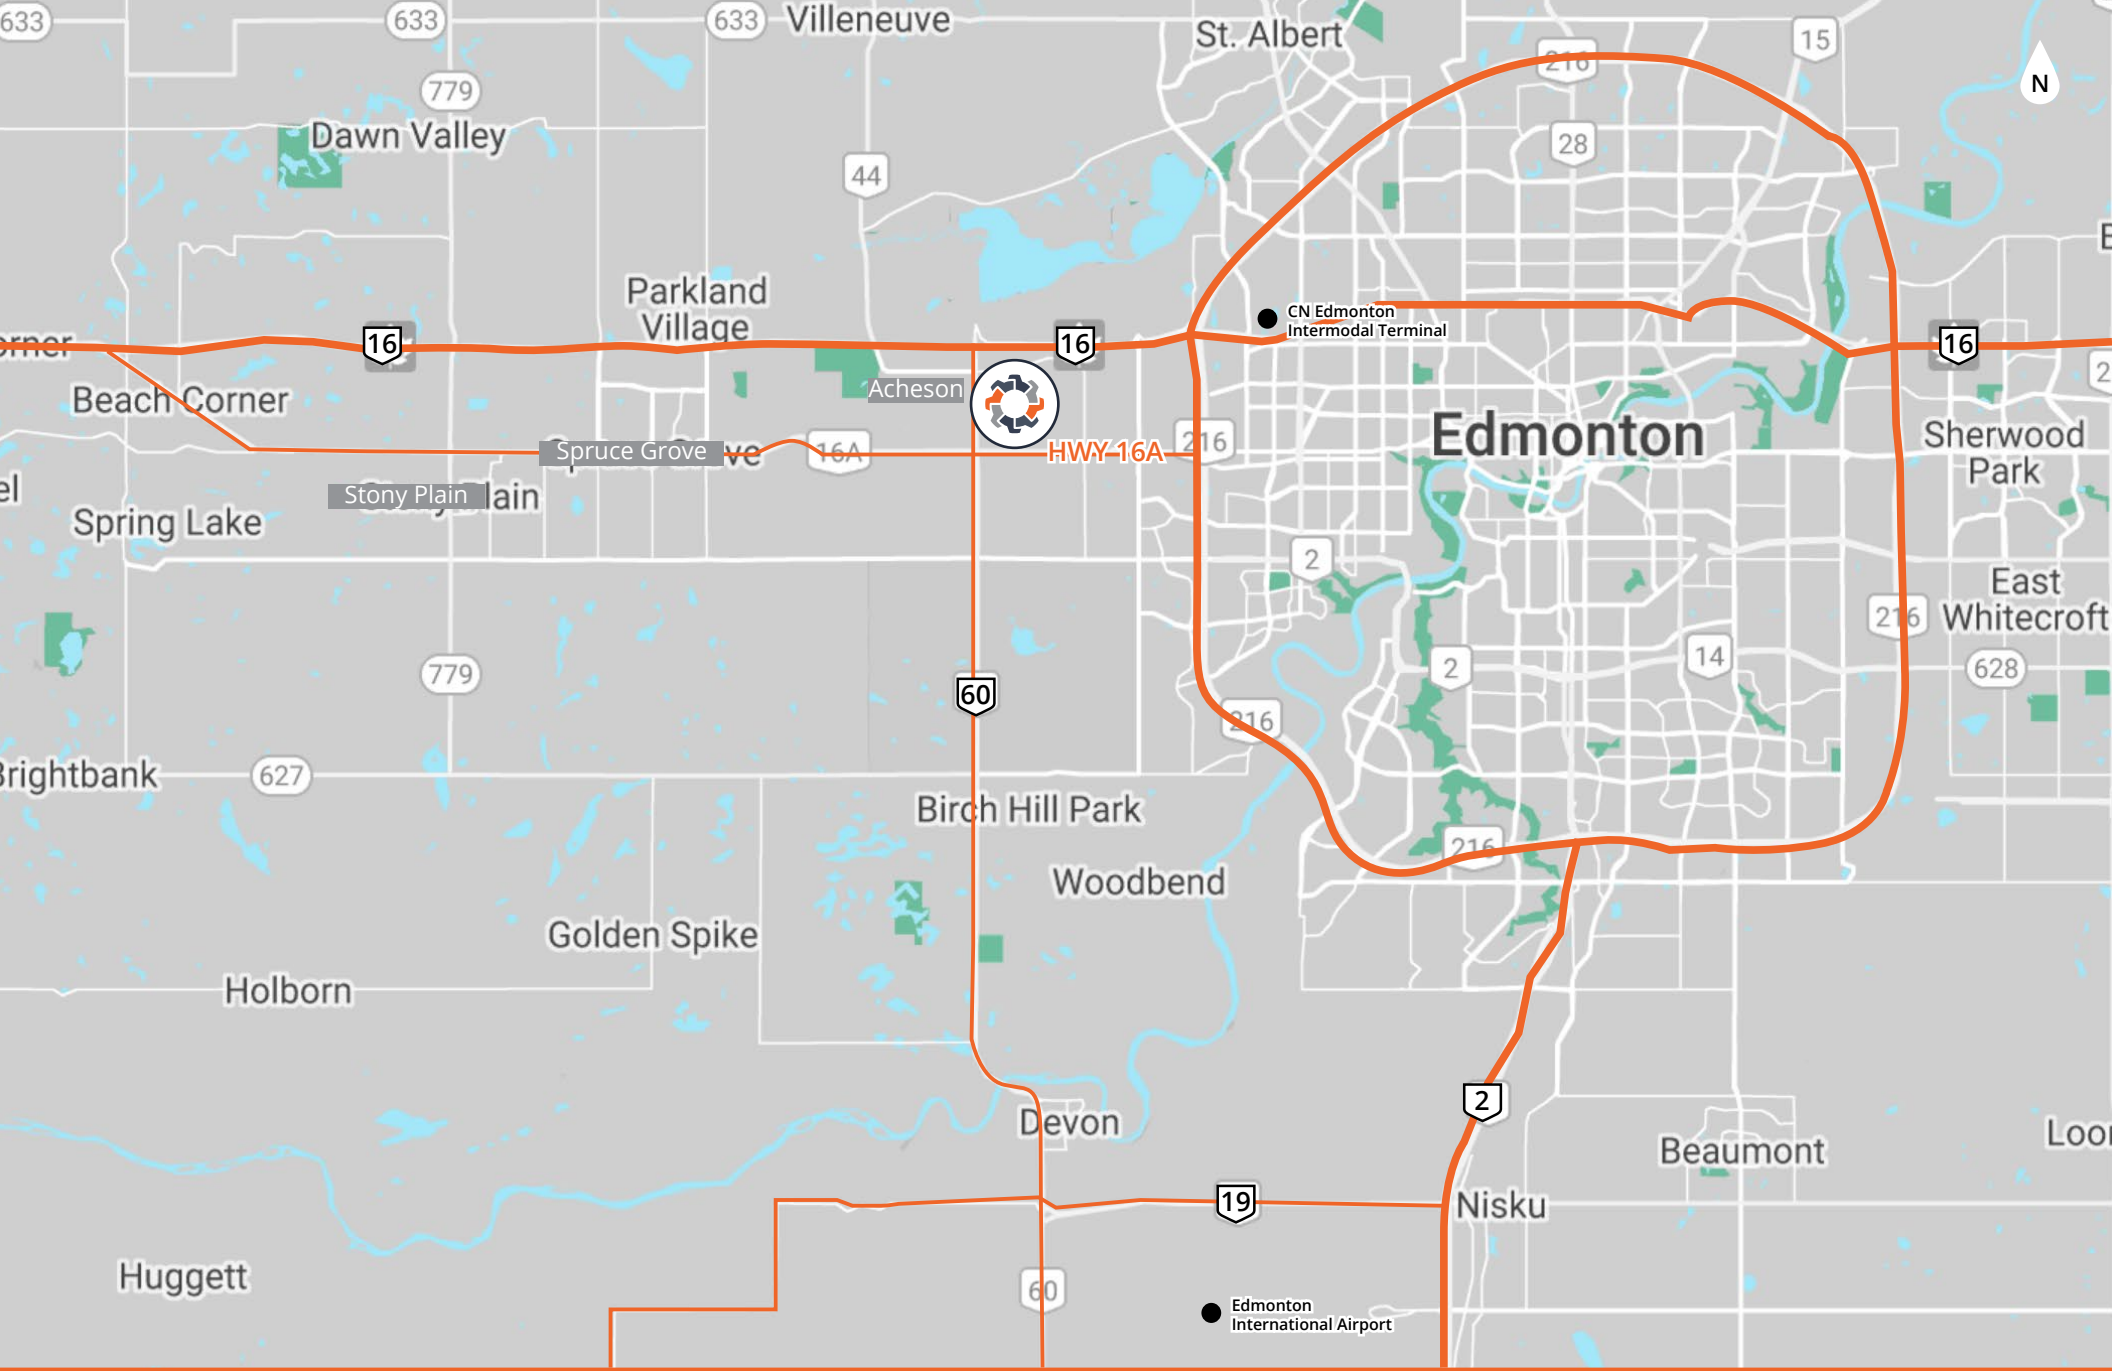 633
633
633
Villeneuve
St. Albert
216
15
N
779
Dawn Valley
28
44
Parkland
Village
CN Edmonton
Intermodal Terminal
16
16
16
Beach Corner
Acheson
Edmonton
Sherwood
Park
Spruce Grove
16A
HWY 16A
216
Stony Plain
Spring Lake
2
East
Whitecroft
216
779
60
2
14
628
216
Brightbank
627
Birch Hill Park
216
Woodbend
Golden Spike
Holborn
Devon
2
Beaumont
19
Nisku
Huggett
60
Edmonton
International Airport